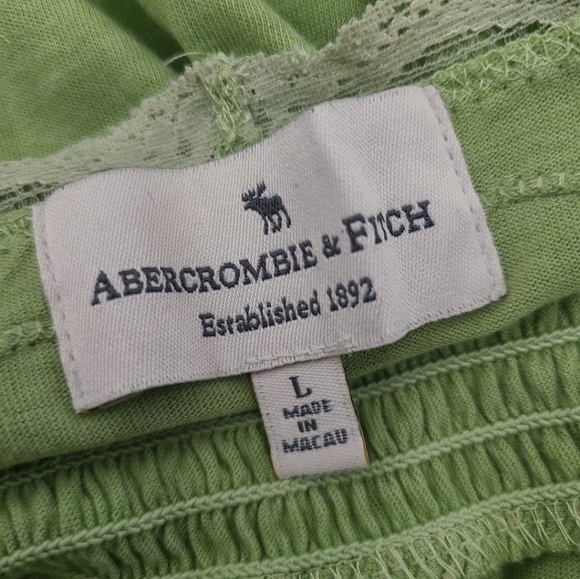 ABERCROMBIE & FITCH
Established 1892
L
MADE
IN
MACAU